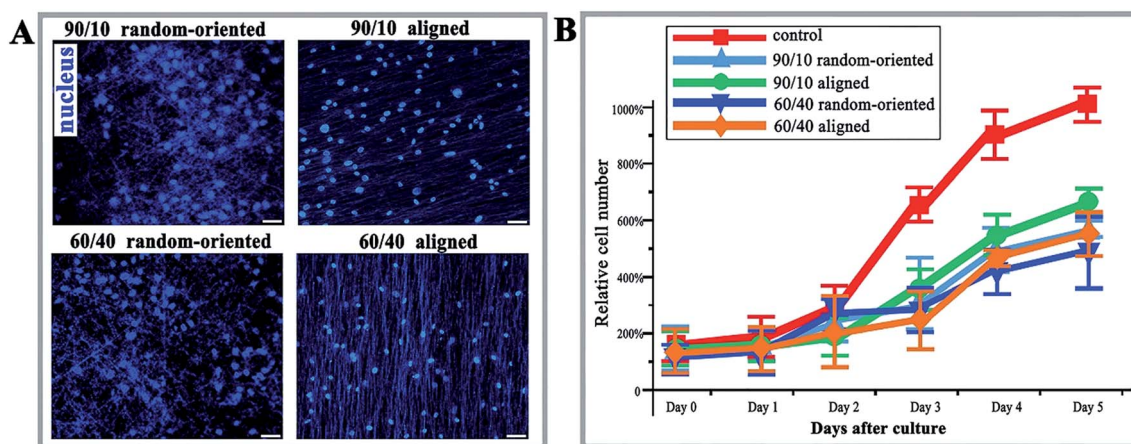 A
90/10 random-oriented
90/10 aligned
nucleus
60/40 random-oriented
60/40 aligned
B
control
90/10 random-oriented
90/10 aligned
60/40 random-oriented
60/40 aligned
Relative cell number
1000%
800%
600%
400%
200%
0
Day 0 Day 1 Day 2 Day 3 Day 4 Day 5
Days after culture